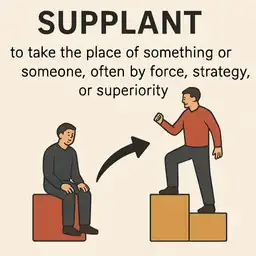 SUPPLANT
to take the place of something or
someone, often by force, strategy,
or superiority